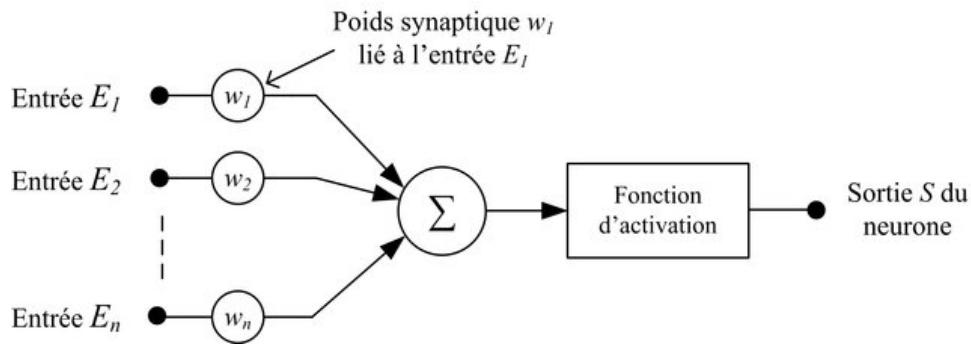 Poids synaptique w1
lié à l'entrée E1
Entrée E1
w1
Entrée E2
w2
Σ
Fonction
d'activation
Sortie S du
neurone
Entrée En
wn